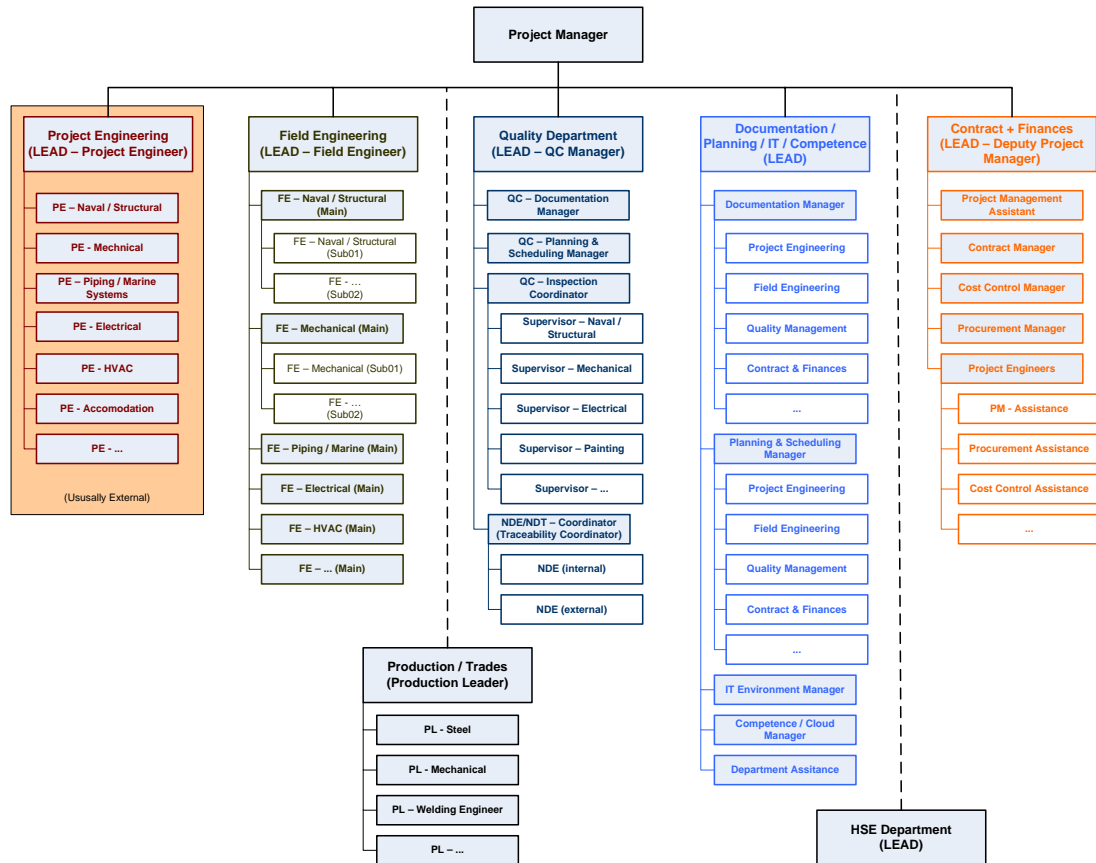 Project Manager
Project Engineering
(LEAD – Project Engineer)
PE – Naval / Structural
PE - Mechnical
PE – Piping / Marine
Systems
PE - Electrical
PE - HVAC
PE - Accomodation
PE - ...
(Ususally External)
Field Engineering
(LEAD – Field Engineer)
FE – Naval / Structural
(Main)
FE – Naval / Structural
(Sub01)
FE - …
(Sub02)
FE – Mechanical (Main)
FE – Mechanical (Sub01)
FE - …
(Sub02)
FE – Piping / Marine (Main)
FE – Electrical (Main)
FE – HVAC (Main)
FE – ... (Main)
Quality Department
(LEAD – QC Manager)
QC – Documentation
Manager
QC – Planning &
Scheduling Manager
QC – Inspection
Coordinator
Supervisor – Naval /
Structural
Supervisor – Mechanical
Supervisor – Electrical
Supervisor – Painting
Supervisor – ...
NDE/NDT – Coordinator
(Traceability Coordinator)
NDE (internal)
NDE (external)
Documentation /
Planning / IT / Competence
(LEAD)
Documentation Manager
Project Engineering
Field Engineering
Quality Management
Contract & Finances
...
Planning & Scheduling
Manager
Project Engineering
Field Engineering
Quality Management
Contract & Finances
...
IT Environment Manager
Competence / Cloud
Manager
Department Assitance
Contract + Finances
(LEAD – Deputy Project
Manager)
Project Management
Assistant
Contract Manager
Cost Control Manager
Procurement Manager
Project Engineers
PM - Assistance
Procurement Assistance
Cost Control Assistance
...
Production / Trades
(Production Leader)
PL - Steel
PL - Mechanical
PL – Welding Engineer
PL – ...
HSE Department
(LEAD)